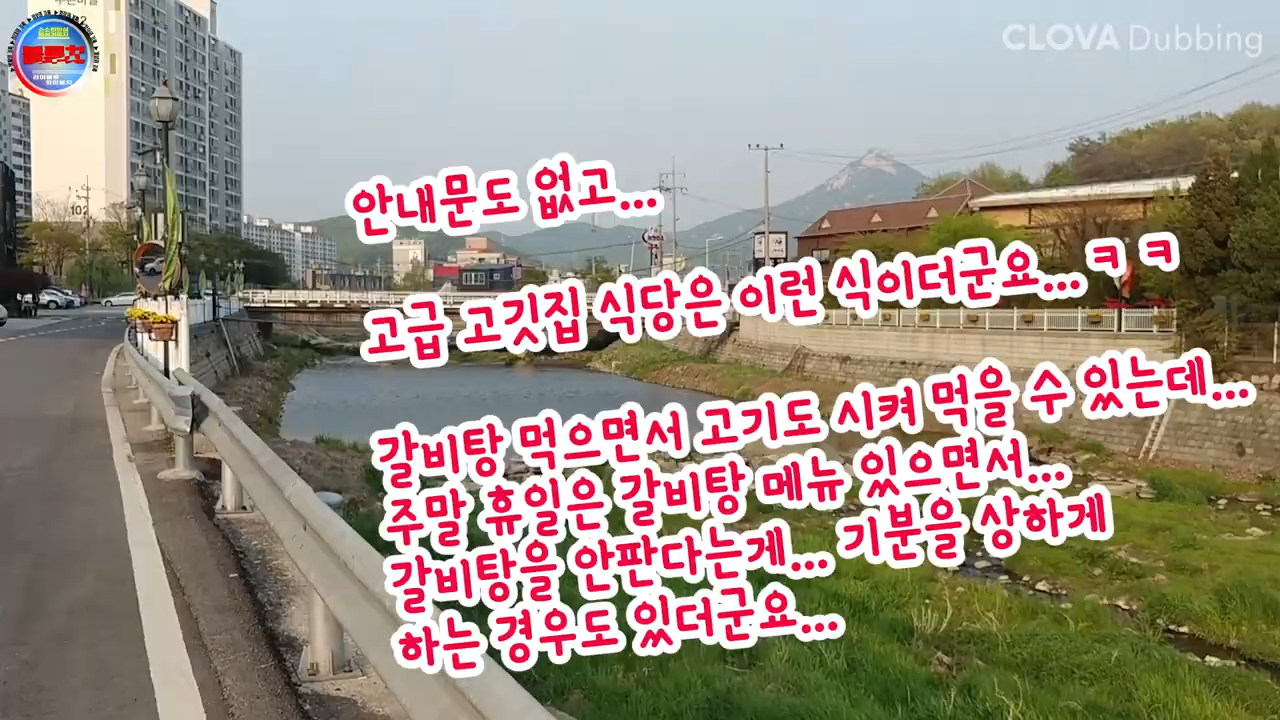 CLOVA Dubbing
안내문도 없고...
고급 고깃집 식당은 이런 식이더군요...ㅋ ㅋ
갈비탕 먹으면서 고기도 시켜 먹을 수 있는데...
주말 휴일은 갈비탕 메뉴 있으면서...
갈비탕을 안판다는게... 기분을 상하게
하는 경우도 있더군요...
102